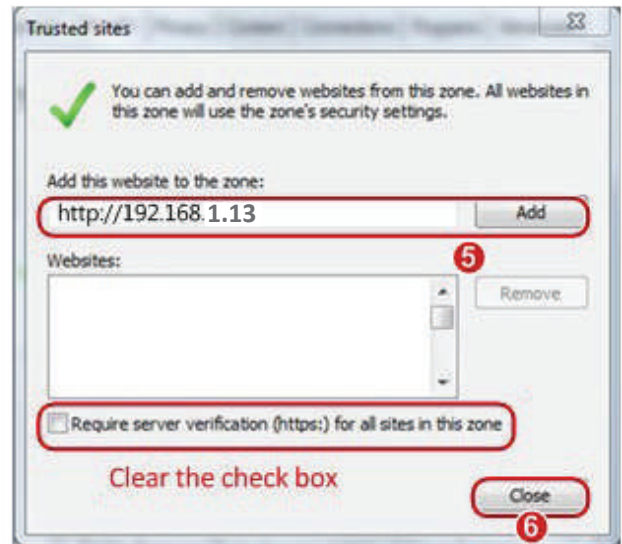 Trusted sites
You can add and remove websites from this zone. All websites in
this zone will use the zone's security settings.
Add this website to the zone:
http://192.168.1.13
Add
5
Websites:
Remove
Require server verification (https:) for all sites in this zone
Clear the check box
Close
6